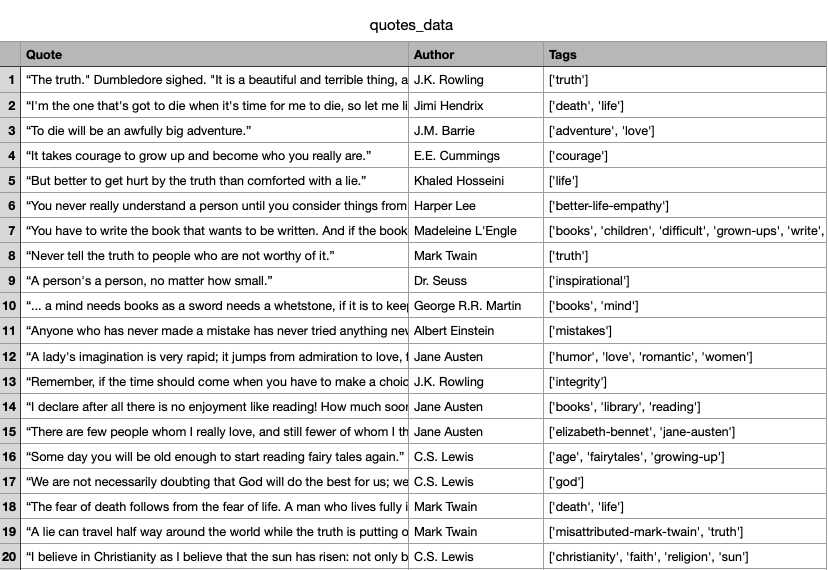 quotes_data
Quote Author Tags
1 “The truth." Dumbledore sighed. "It is a beautiful and terrible thing, a J.K. Rowling ['truth']
2 “I'm the one that's got to die when it's time for me to die, so let me li Jimi Hendrix ['death', 'life']
3 “To die will be an awfully big adventure.” J.M. Barrie ['adventure', 'love']
4 “It takes courage to grow up and become who you really are.” E.E. Cummings ['courage']
5 “But better to get hurt by the truth than comforted with a lie.” Khaled Hosseini ['life']
6 “You never really understand a person until you consider things from Harper Lee ['better-life-empathy']
7 “You have to write the book that wants to be written. And if the book Madeleine L'Engle ['books', 'children', 'difficult', 'grown-ups', 'write',
8 “Never tell the truth to people who are not worthy of it.” Mark Twain ['truth']
9 “A person's a person, no matter how small.” Dr. Seuss ['inspirational']
10 “... a mind needs books as a sword needs a whetstone, if it is to kee George R.R. Martin ['books', 'mind']
11 “Anyone who has never made a mistake has never tried anything ne Albert Einstein ['mistakes']
12 “A lady's imagination is very rapid; it jumps from admiration to love, f Jane Austen ['humor', 'love', 'romantic', 'women']
13 “Remember, if the time should come when you have to make a choic J.K. Rowling ['integrity']
14 “I declare after all there is no enjoyment like reading! How much soon Jane Austen ['books', 'library', 'reading']
15 “There are few people whom I really love, and still fewer of whom I th Jane Austen ['elizabeth-bennet', 'jane-austen']
16 “Some day you will be old enough to start reading fairy tales again.” C.S. Lewis ['age', 'fairytales', 'growing-up']
17 “We are not necessarily doubting that God will do the best for us; we C.S. Lewis ['god']
18 “The fear of death follows from the fear of life. A man who lives fully i Mark Twain ['death', 'life']
19 “A lie can travel half way around the world while the truth is putting o Mark Twain ['misattributed-mark-twain', 'truth']
20 “I believe in Christianity as I believe that the sun has risen: not only b C.S. Lewis ['christianity', 'faith', 'religion', 'sun']